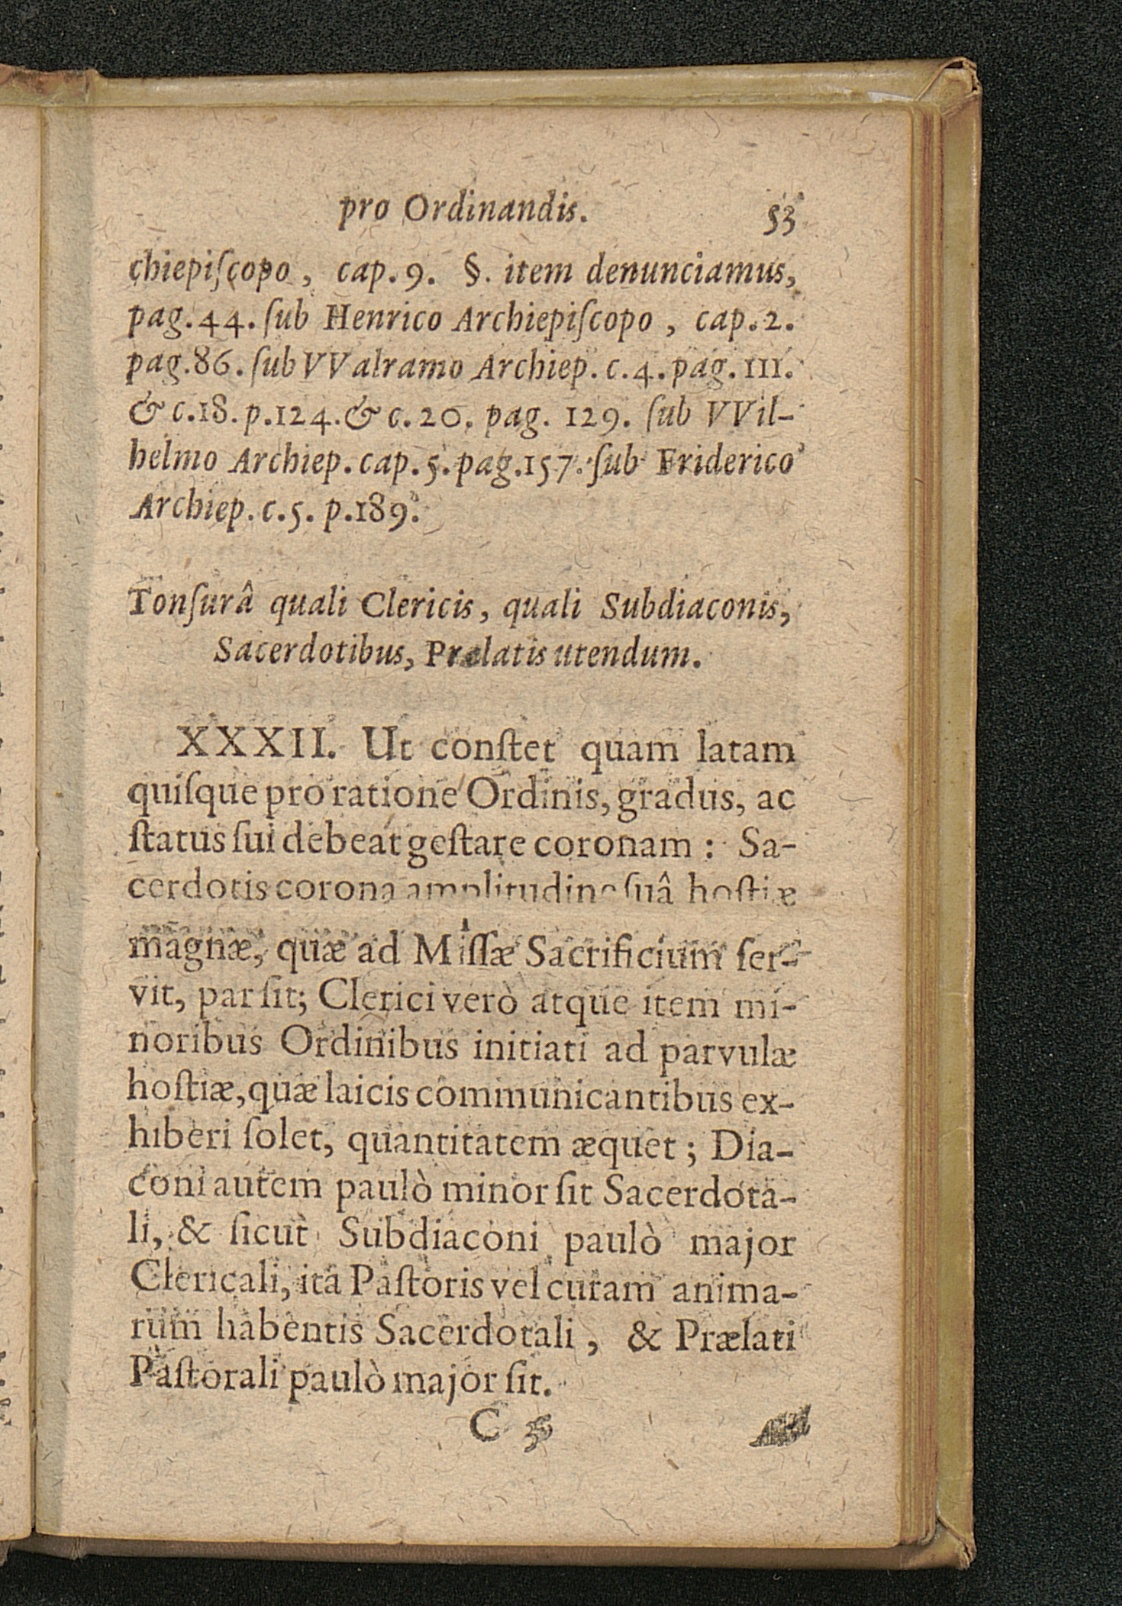 pro Ordinandis. 53
chiepiſcopo, cap. 9. §. item denunciamus,
pag. 44. ſub Henrico Archiepiſcopo, cap. 2.
pag. 86. ſub VValramo Archiep. c. 4. pag. 111.
& c. 18. p. 124. & c. 20. pag. 129. ſub VVil-
helmo Archiep. cap. 5. pag. 157. ſub Friderico
Archiep. c. 5. p. 189.
Tonſurâ quali Clericis, quali Subdiaconis,
Sacerdotibus, Prælatis utendum.
XXXII. Ut conſtet quam latam
quiſque pro ratione Ordinis, gradus, ac
ſtatus ſui debeat geſtare coronam: Sa-
cerdotis corona amplitudine ſuâ hoſtiæ
magnæ, quæ ad Miſſæ Sacrificium ſer-
vit, par ſit; Clerici verò atque item mi-
noribus Ordinibus initiati ad parvulæ
hoſtiæ, quæ laicis communicantibus ex-
hiberi ſolet, quantitatem æquet; Dia-
coni autem paulò minor ſit Sacerdota-
li, & ſicut Subdiaconi paulò major
Clericali, ita Paſtoris vel curam anima-
rum habentis Sacerdotali, & Prælati
Paſtorali paulò major ſit.
C